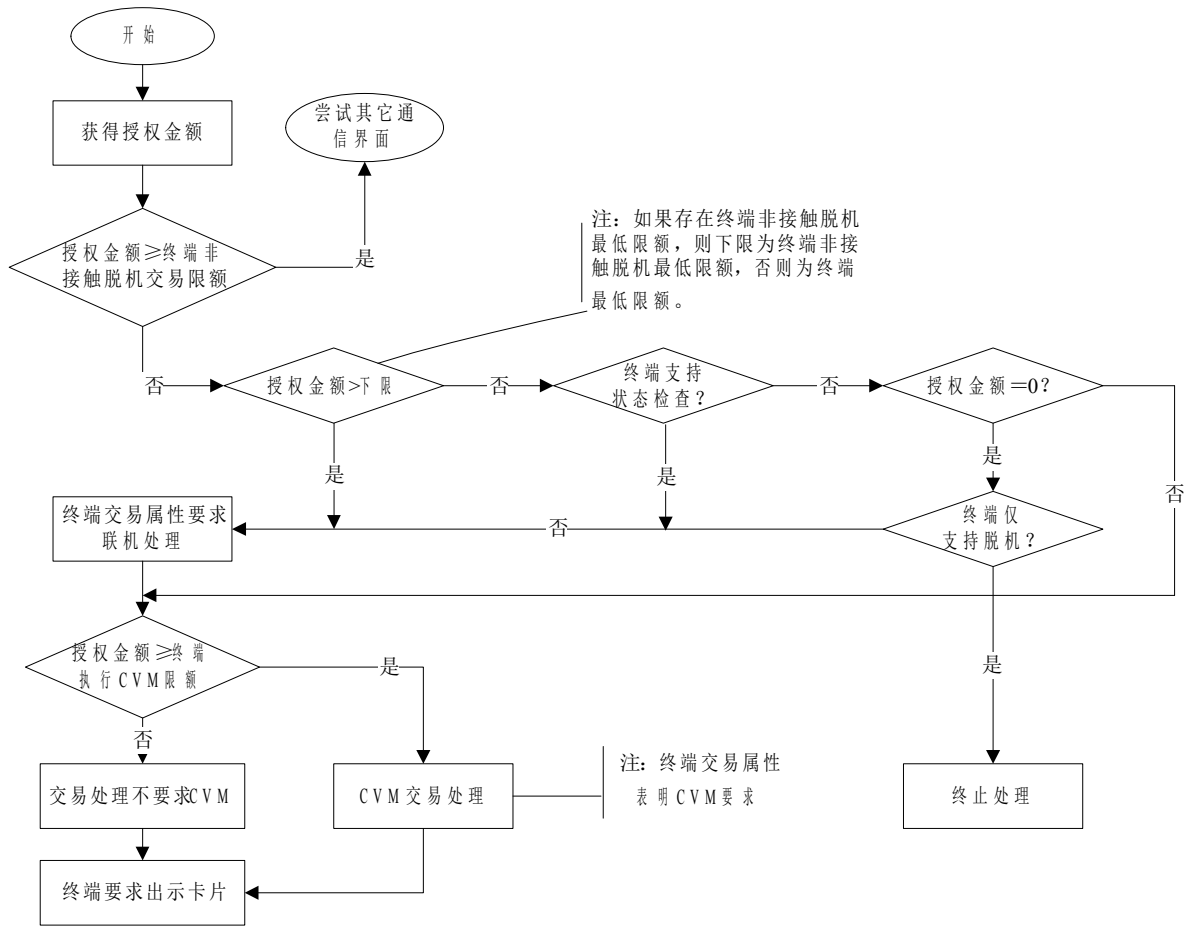 开始
获得授权金额
尝试其它通
信界面
授权金额≥终端非
接触脱机交易限额
是
注：如果存在终端非接触脱机
最低限额，则下限为终端非接
触脱机最低限额，否则为终端
最低限额。
否
授权金额>下限
否
终端支持
状态检查？
否
授权金额=0？
是
是
是
否
终端交易属性要求
联机处理
否
终端仅
支持脱机？
授权金额≥终端
执行CVM限额
是
是
否
交易处理不要求CVM
CVM交易处理
注：终端交易属性
表明CVM要求
终止处理
终端要求出示卡片